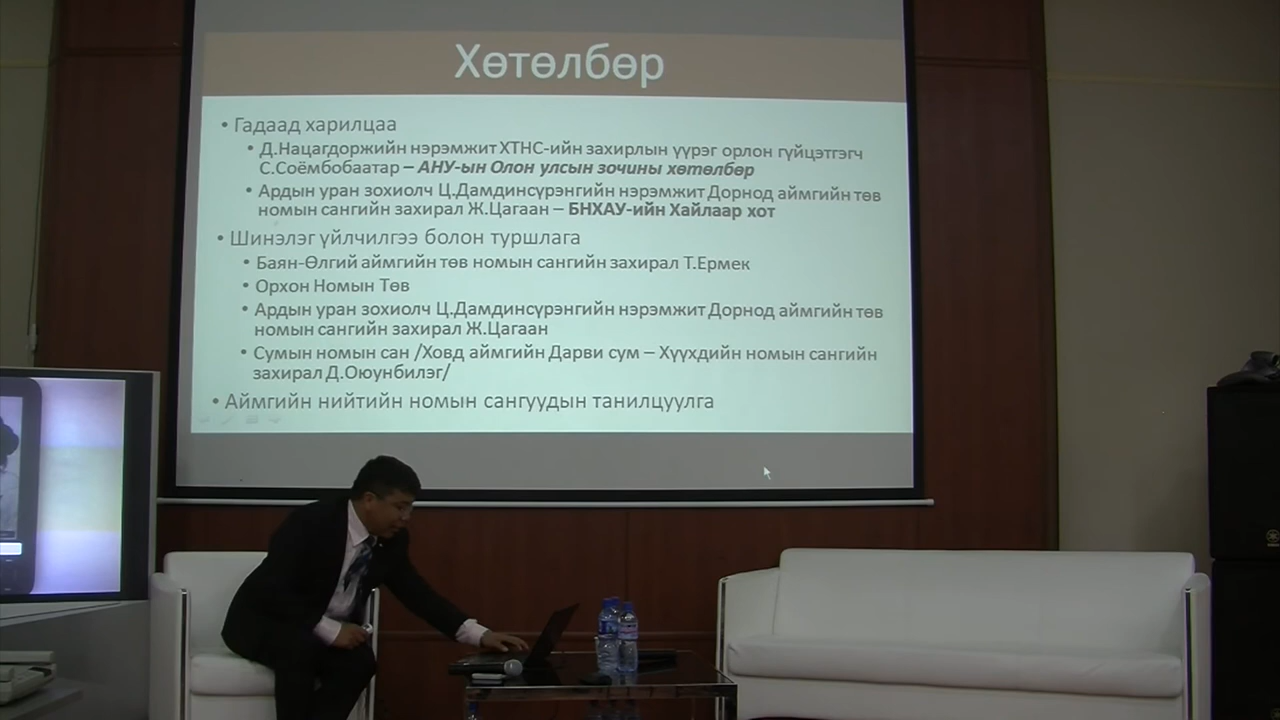 Хөтөлбөр
• Гадаад харилцаа
• Д.Нацагдоржийн нэрэмжит ХТНС-ийн захирлын үүрэг орлон гүйцэтгэгч
С.Соёмбобаатар – АНУ-ын Олон улсын зочины хөтөлбөр
• Ардын уран зохиолч Ц.Дамдинсүрэнгийн нэрэмжит Дорнод аймгийн төв
номын сангийн захирал Ж.Цагаан – БНХАУ-ийн Хайлаар хот
• Шинэлэг үйлчилгээ болон туршлага
• Баян-Өлгий аймгийн төв номын сангийн захирал Т.Ермек
• Орхон Номын Төв
• Ардын уран зохиолч Ц.Дамдинсүрэнгийн нэрэмжит Дорнод аймгийн төв
номын сангийн захирал Ж.Цагаан
• Сумын номын сан /Ховд аймгийн Дарви сум – Хүүхдийн номын сангийн
захирал Д.Оюунбилэг/
• Аймгийн нийтийн номын сангуудын танилцуулга